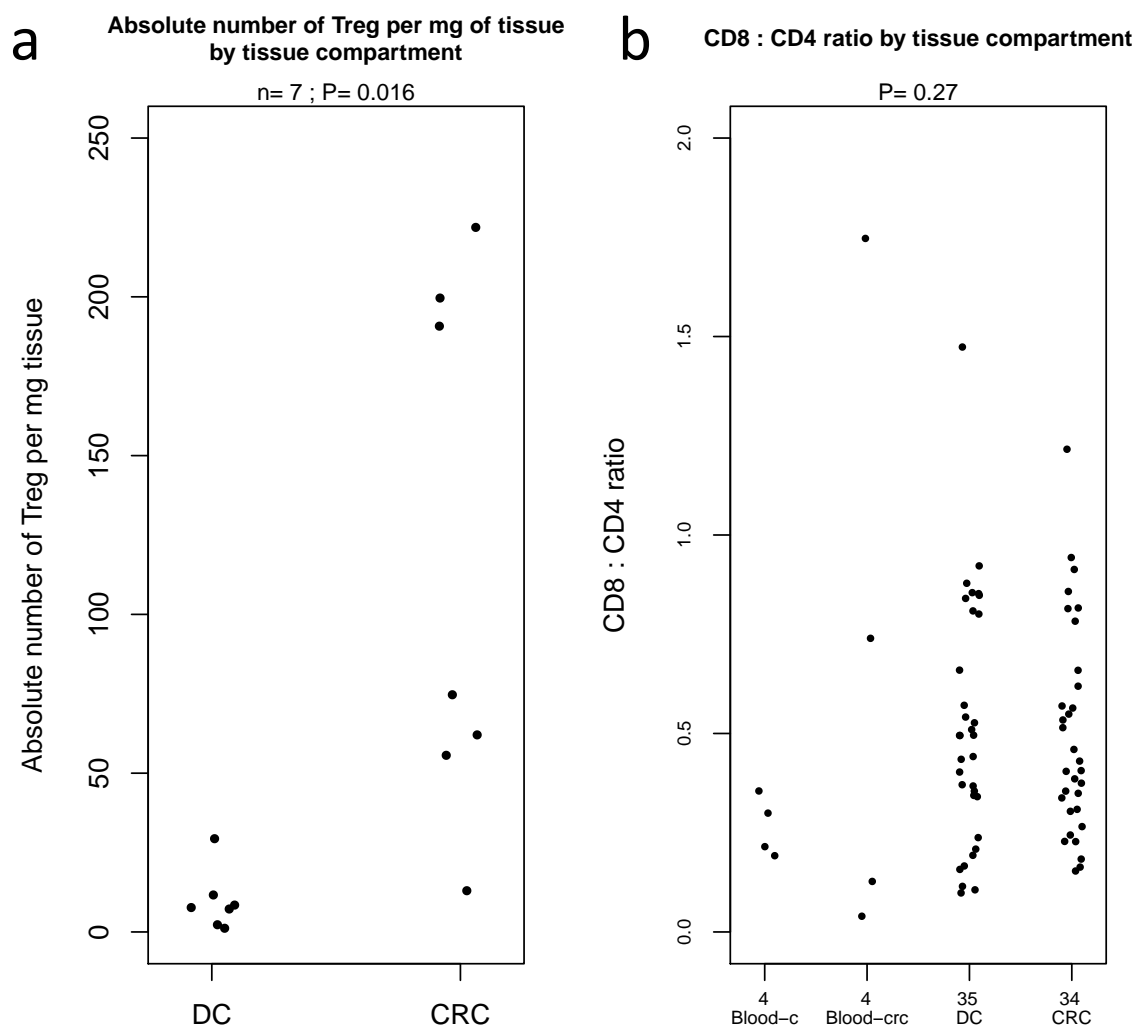 a
Absolute number of Treg per mg of tissue
by tissue compartment
n= 7 ; P= 0.016
Absolute number of Treg per mg tissue
250
200
150
100
50
0
DC
CRC
b
CD8 : CD4 ratio by tissue compartment
P= 0.27
CD8 : CD4 ratio
2.0
1.5
1.0
0.5
0.0
4
Blood−c
4
Blood−crc
35
DC
34
CRC